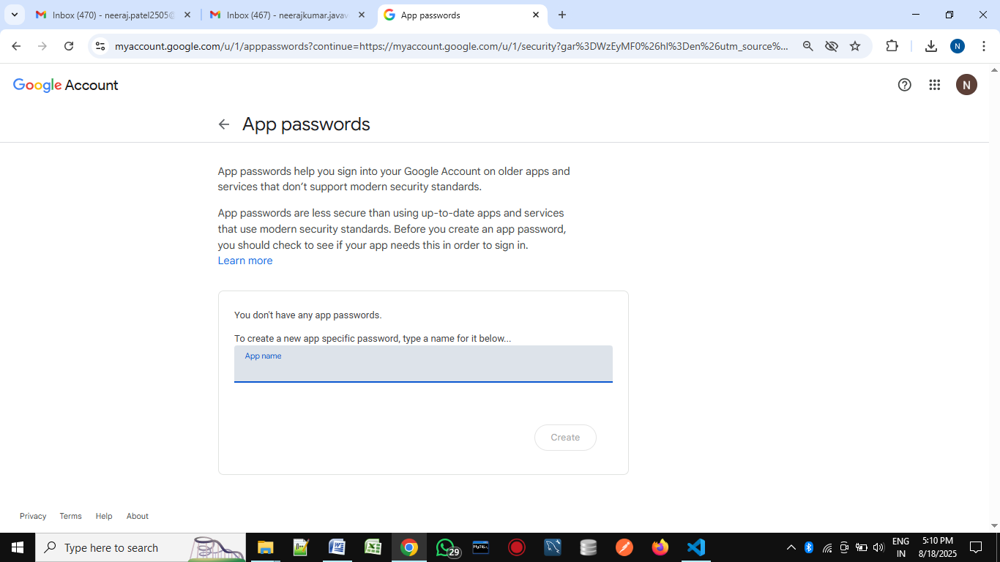 Inbox (470) - neeraj.patel2505@
Inbox (467) - neerajkumar.javav
App passwords
myaccount.google.com/u/1/apppasswords?continue=https://myaccount.google.com/u/1/security?gar%3DWzEyMF0%26hl%3Den%26utm_source%...
N
Google Account
N
App passwords
App passwords help you sign into your Google Account on older apps and
services that don’t support modern security standards.
App passwords are less secure than using up-to-date apps and services
that use modern security standards. Before you create an app password,
you should check to see if your app needs this in order to sign in.
Learn more
You don't have any app passwords.
To create a new app specific password, type a name for it below...
App name
Create
Privacy
Terms
Help
About
Type here to search
29
MySQL
ENG
IN
5:10 PM
8/18/2025